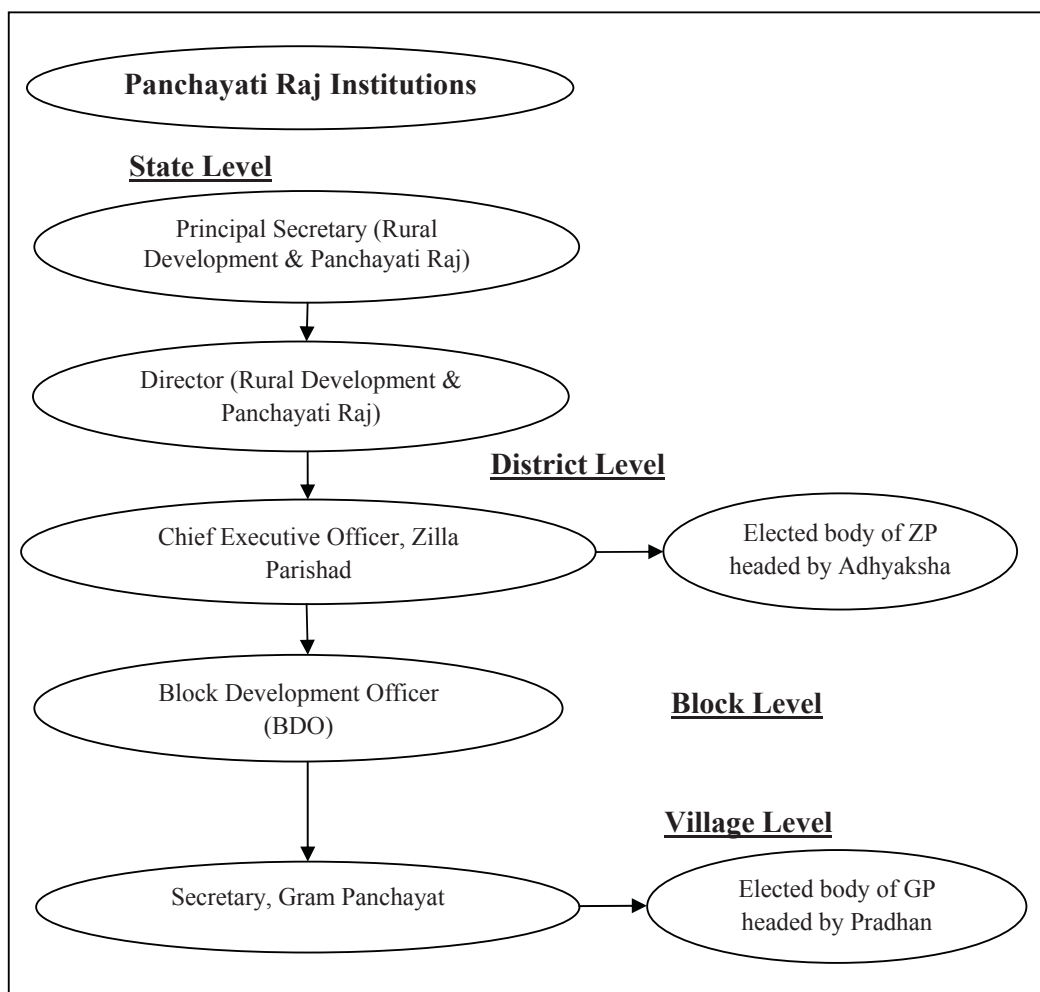 Panchayati Raj Institutions
State Level
Principal Secretary (Rural
Development & Panchayati Raj)
Director (Rural Development &
Panchayati Raj)
District Level
Chief Executive Officer, Zilla
Parishad
Elected body of ZP
headed by Adhyaksha
Block Development Officer
(BDO)
Block Level
Village Level
Secretary, Gram Panchayat
Elected body of GP
headed by Pradhan